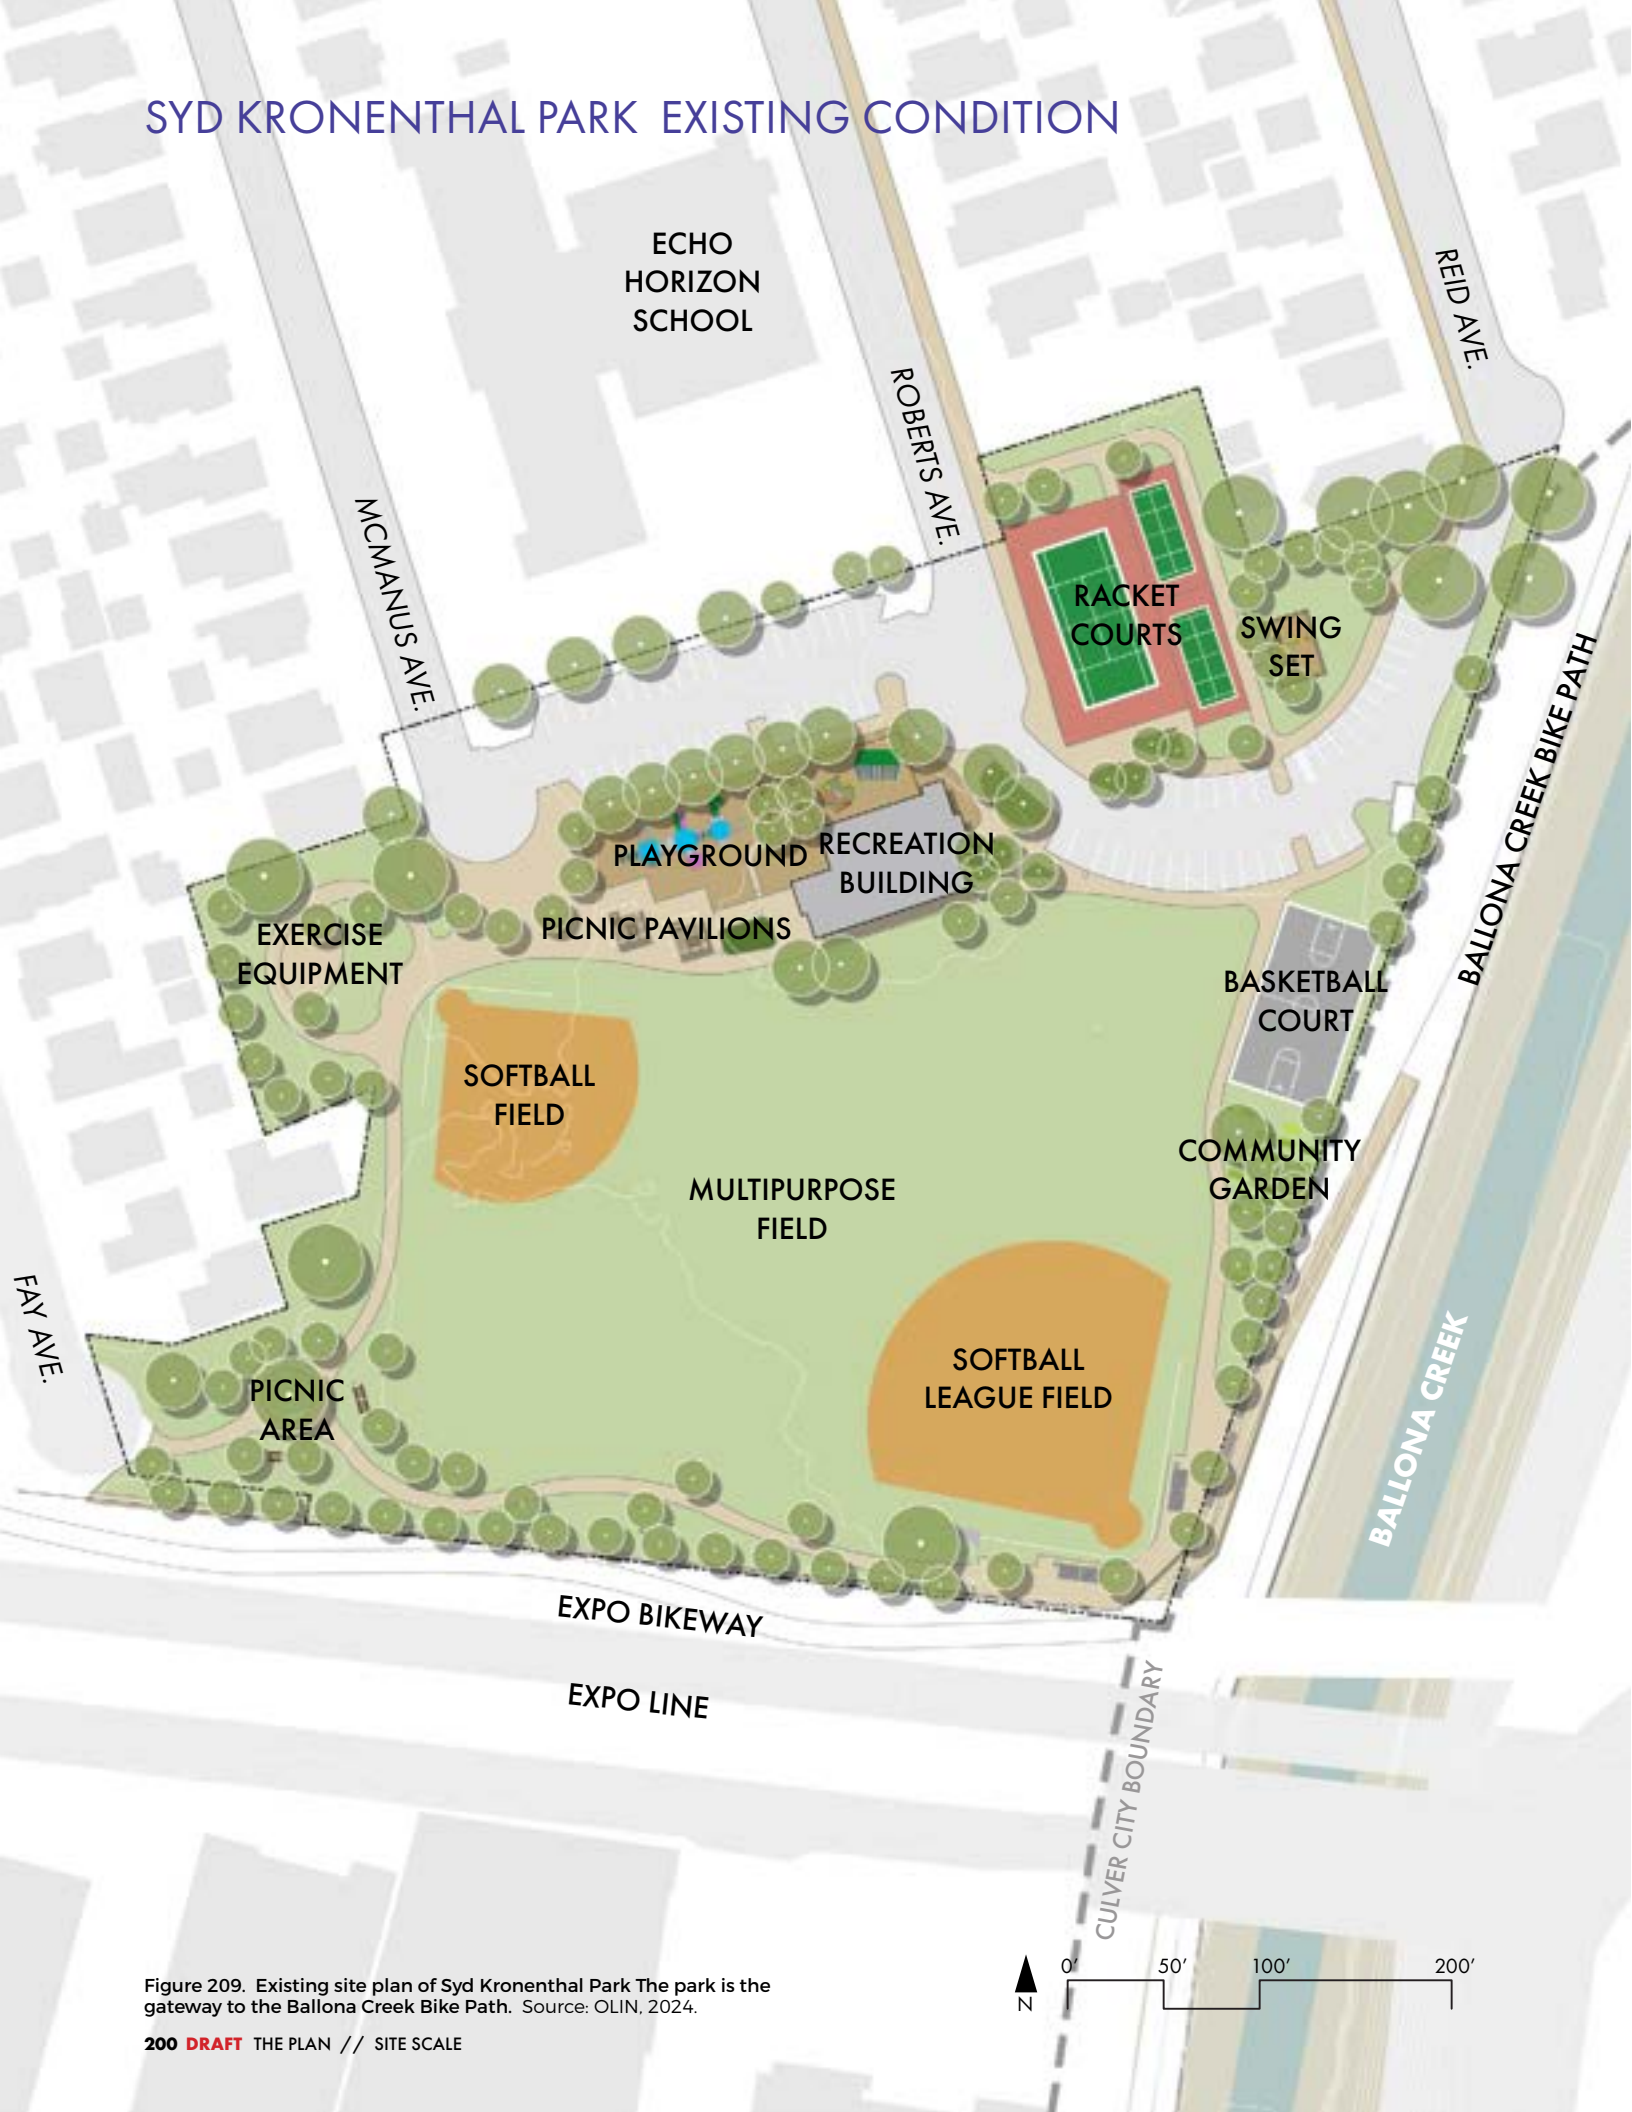 SYD KRONENTHAL PARK  EXISTING CONDITION
ECHO
HORIZON
SCHOOL
REID AVE.
ROBERTS AVE.
MCMANUS AVE.
RACKET
COURTS
SWING
SET
BALLONA CREEK BIKE PATH
PLAYGROUND
RECREATION
BUILDING
PICNIC PAVILIONS
EXERCISE
EQUIPMENT
BASKETBALL
COURT
SOFTBALL
FIELD
COMMUNITY
GARDEN
MULTIPURPOSE
FIELD
FAY AVE.
SOFTBALL
LEAGUE FIELD
PICNIC
AREA
BALLONA CREEK
EXPO BIKEWAY
EXPO LINE
CULVER CITY BOUNDARY
N
0' 50' 100' 200'
Figure 209.  Existing site plan of Syd Kronenthal Park The park is the
gateway to the Ballona Creek Bike Path.  Source: OLIN, 2024.
200 DRAFT THE PLAN // SITE SCALE